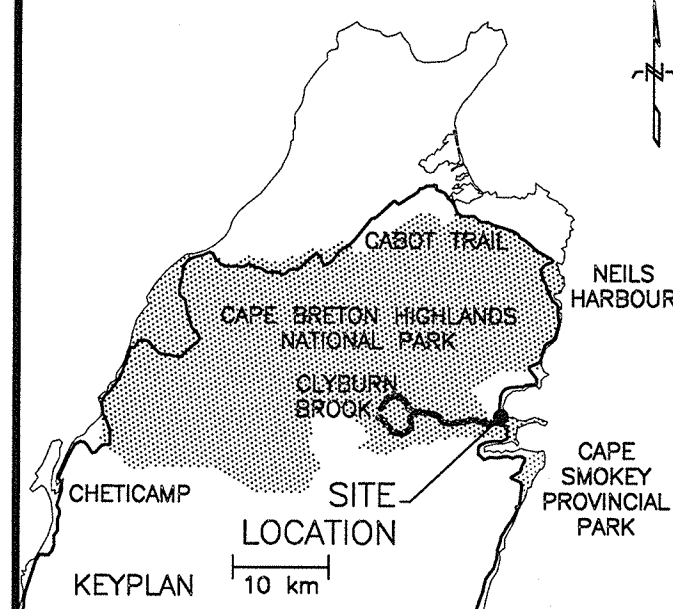 N
CABOT TRAIL
NEILS
HARBOUR
CAPE BRETON HIGHLANDS
NATIONAL PARK
CLYBURN
BROOK
CAPE
SMOKEY
PROVINCIAL
PARK
CHETICAMP
SITE
LOCATION
KEYPLAN
10 km